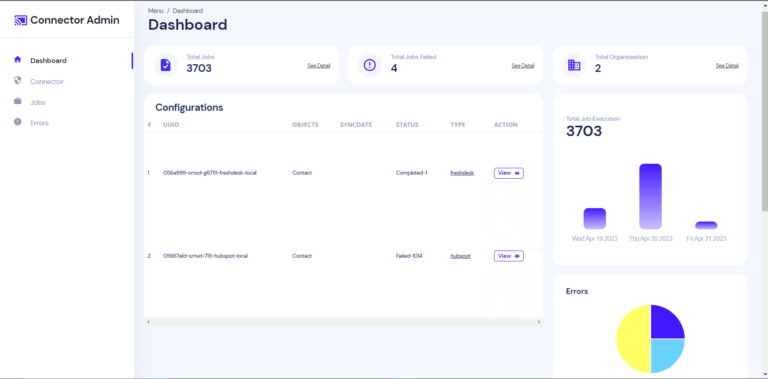 Connector Admin
Dashboard
Connector
Jobs
Errors
Menu / Dashboard
Dashboard
Total Jobs
3703
See Detail
Total Jobs Failed
4
See Detail
Total Organisation
2
See Detail
Configurations
# UUID OBJECTS SYNCDATE STATUS TYPE ACTION
1 056a999-smvd-g67111-freshdesk-local Contact Completed-1 freshdesk View
2 05667afd-smvd-718-hubspot-local Contact Failed-1014 hubspot View
Total Job Execution
3703
Wed Apr 19 2023 Thu Apr 20 2023 Fri Apr 21 2023
Errors